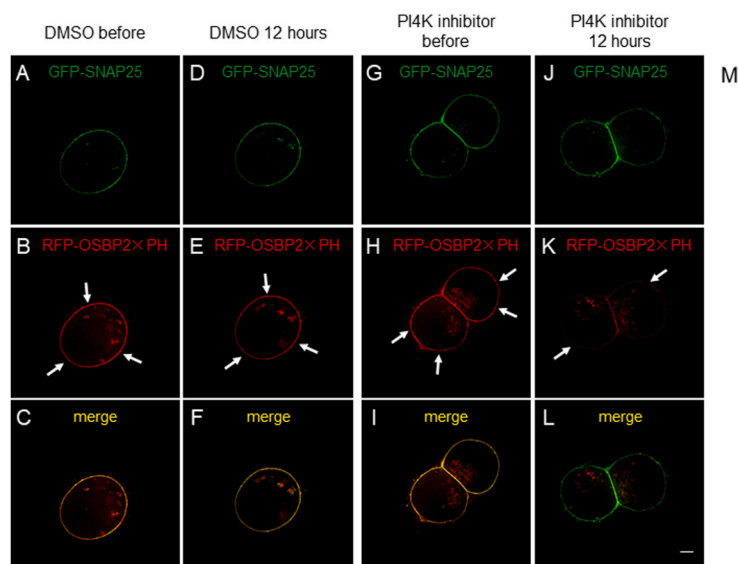 DMSO before
DMSO 12 hours
PI4K inhibitor
before
PI4K inhibitor
12 hours
A
GFP-SNAP25
D
GFP-SNAP25
G
GFP-SNAP25
J
GFP-SNAP25
M
B
RFP-OSBP2×PH
E
RFP-OSBP2×PH
H
RFP-OSBP2×PH
K
RFP-OSBP2×PH
C
merge
F
merge
I
merge
L
merge